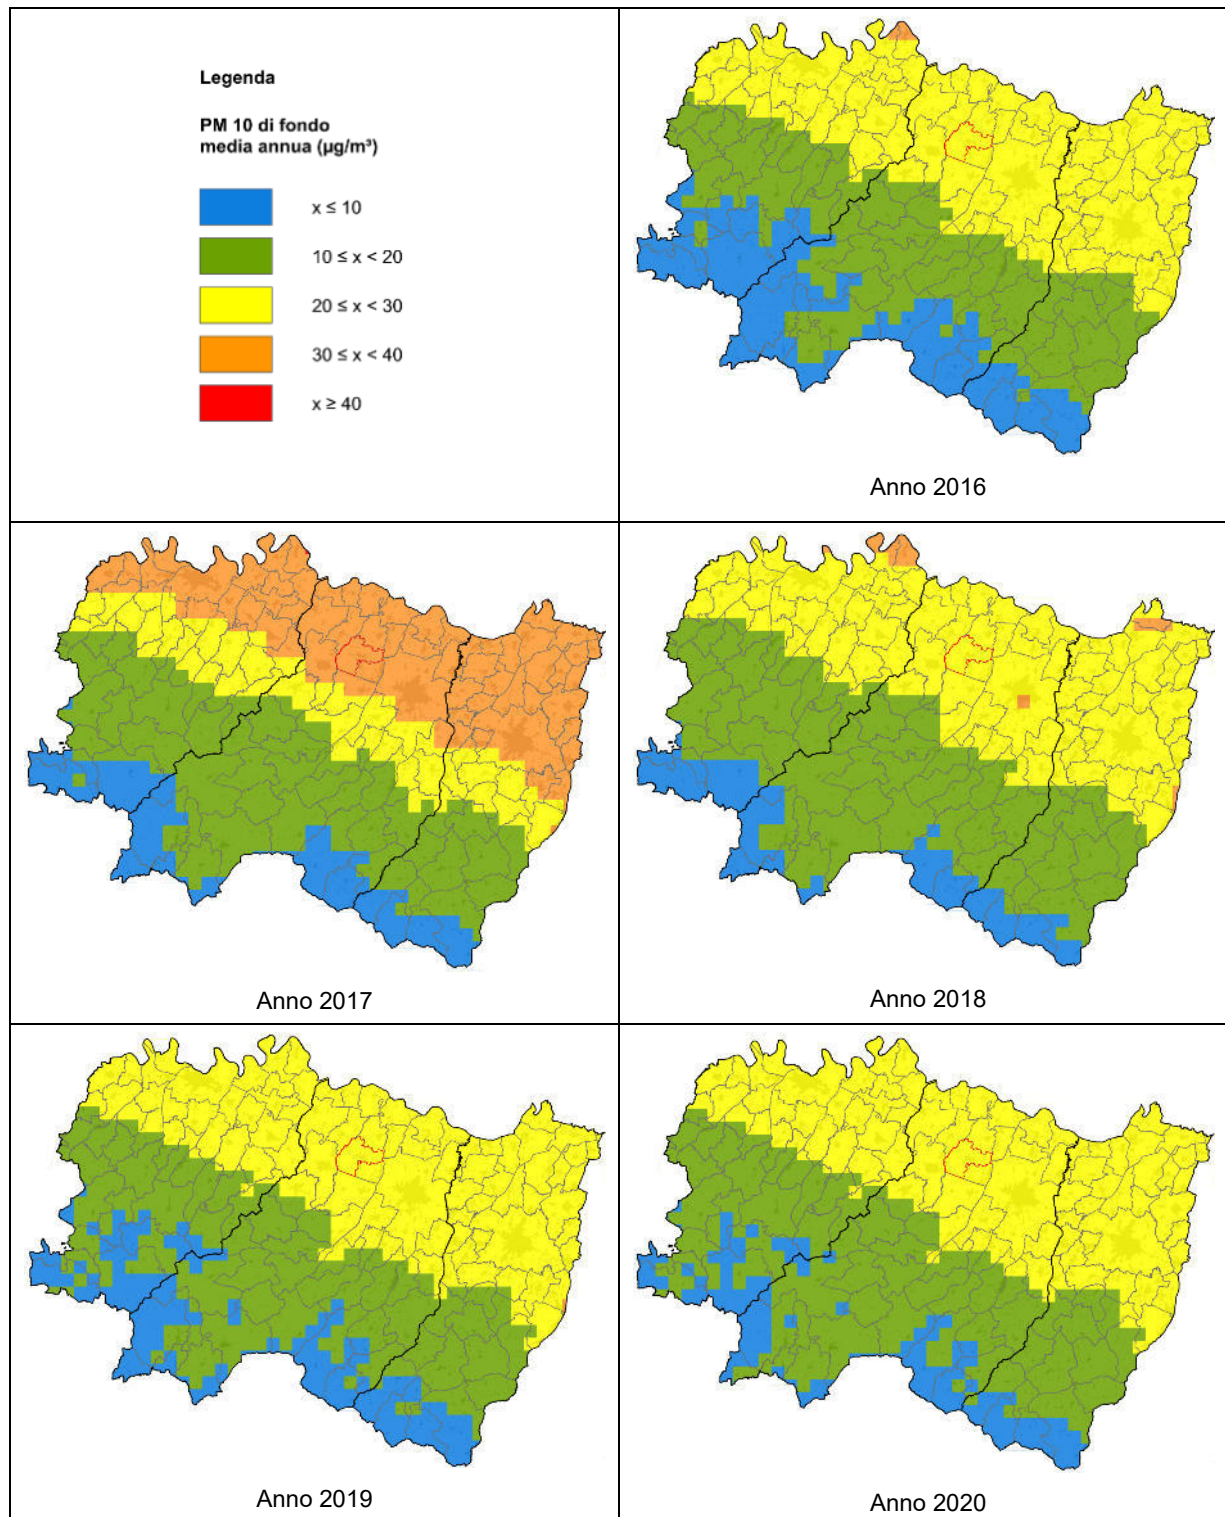 Legenda
PM 10 di fondo
media annua (µg/m³)
x ≤ 10
10 ≤ x < 20
20 ≤ x < 30
30 ≤ x < 40
x ≥ 40
Anno 2016
Anno 2017
Anno 2018
Anno 2019
Anno 2020